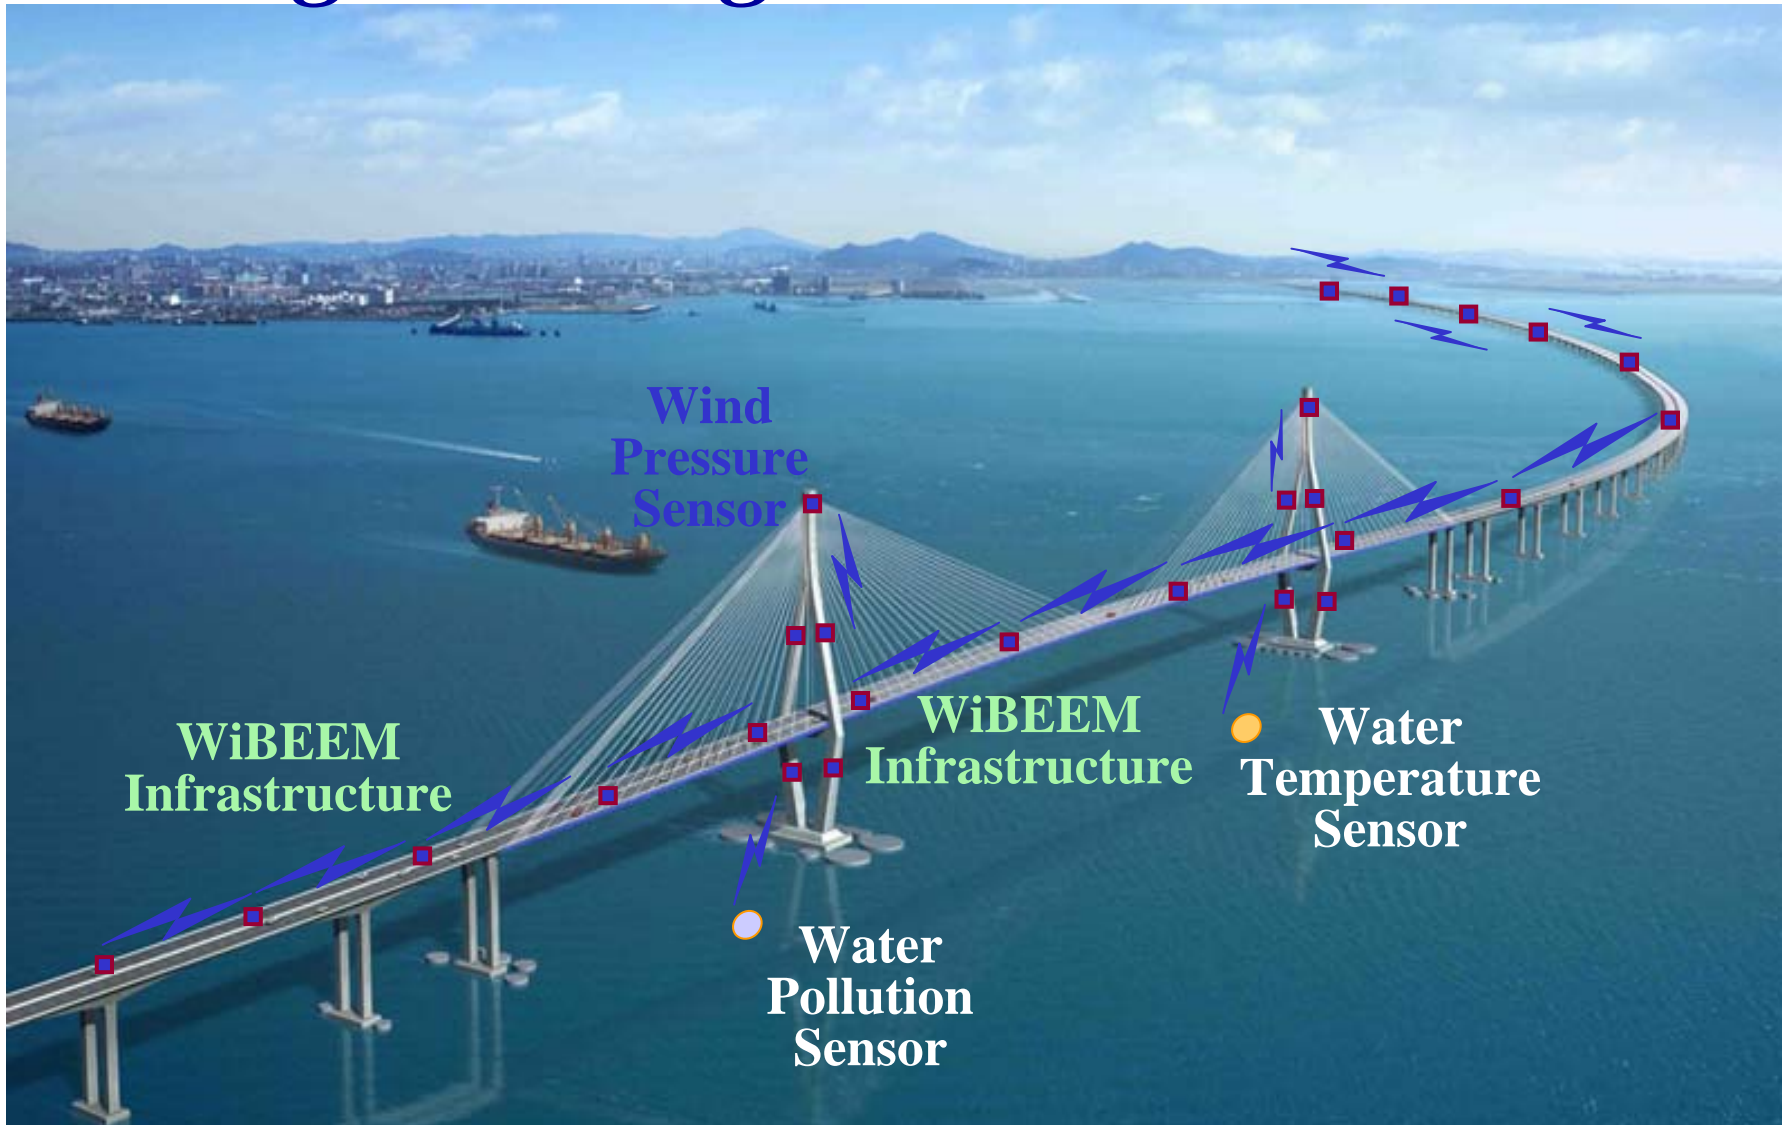 Wind
Pressure
Sensor
WiBEEM
Infrastructure
WiBEEM
Infrastructure
Water
Temperature
Sensor
Water
Pollution
Sensor